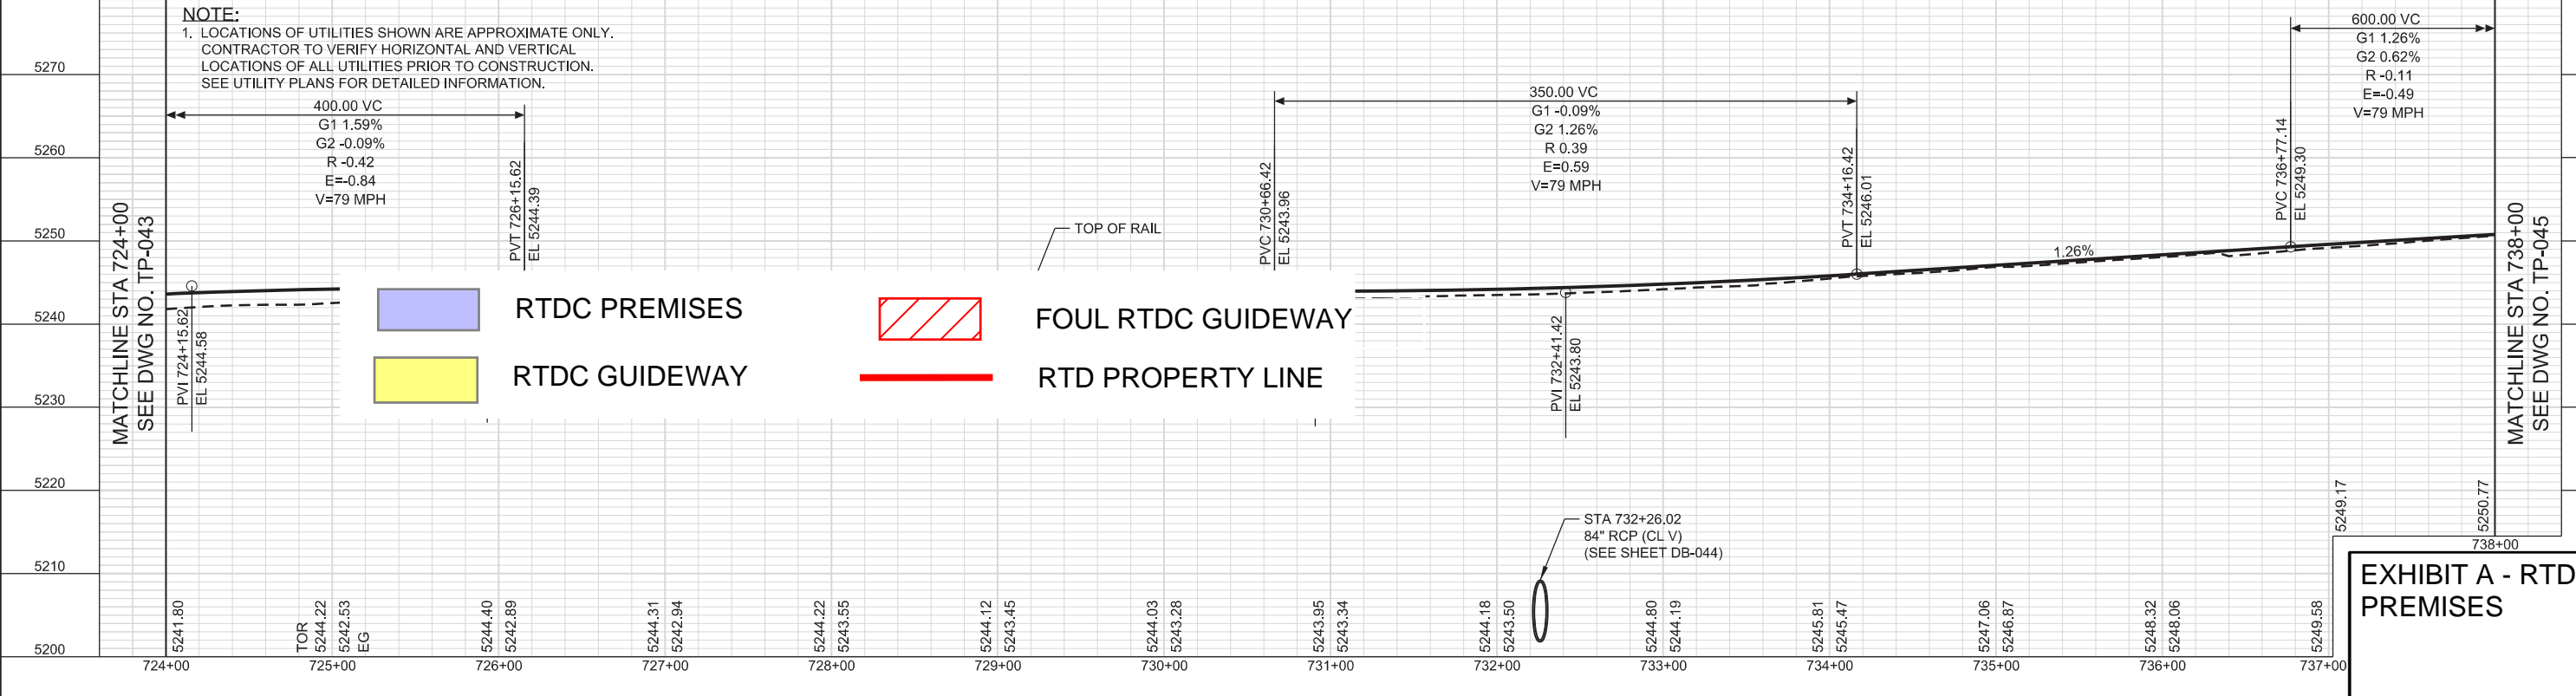 NOTE:
1. LOCATIONS OF UTILITIES SHOWN ARE APPROXIMATE ONLY.
CONTRACTOR TO VERIFY HORIZONTAL AND VERTICAL
LOCATIONS OF ALL UTILITIES PRIOR TO CONSTRUCTION.
SEE UTILITY PLANS FOR DETAILED INFORMATION.
5270
5260
5250
5240
5230
5220
5210
5200
MATCHLINE STA 724+00
SEE DWG NO. TP-043
400.00 VC
G1 1.59%
G2 -0.09%
R -0.42
E=-0.84
V=79 MPH
PVI 724+15.62
EL 5244.58
PVT 726+15.62
EL 5244.39
TOP OF RAIL
PVC 730+66.42
EL 5243.96
350.00 VC
G1 -0.09%
G2 1.26%
R 0.39
E=0.59
V=79 MPH
PVI 732+41.42
EL 5243.80
PVT 734+16.42
EL 5246.01
1.26%
PVC 736+77.14
EL 5249.30
600.00 VC
G1 1.26%
G2 0.62%
R -0.11
E=-0.49
V=79 MPH
MATCHLINE STA 738+00
SEE DWG NO. TP-045
RTDC PREMISES
FOUL RTDC GUIDEWAY
RTDC GUIDEWAY
RTD PROPERTY LINE
STA 732+26.02
84" RCP (CL V)
(SEE SHEET DB-044)
5241.80
TOR
5244.22
5242.53
EG
5244.40
5242.89
5244.31
5242.94
5244.22
5243.55
5244.12
5243.45
5244.03
5243.28
5243.95
5243.34
5244.18
5243.50
5244.80
5244.19
5245.81
5245.47
5247.06
5246.87
5248.32
5248.06
5249.58
5249.17
5250.77
724+00
725+00
726+00
727+00
728+00
729+00
730+00
731+00
732+00
733+00
734+00
735+00
736+00
737+00
738+00
EXHIBIT A - RTD
PREMISES